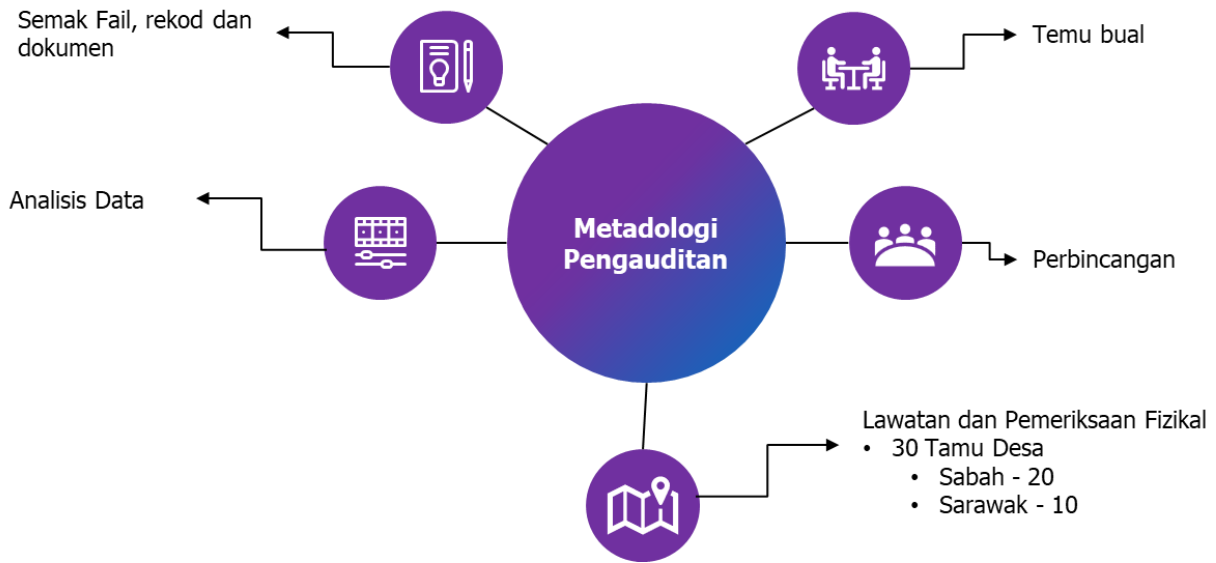 Semak Fail, rekod dan
dokumen
Temu bual
Analisis Data
Metadologi
Pengauditan
Perbincangan
Lawatan dan Pemeriksaan Fizikal
• 30 Tamu Desa
• Sabah - 20
• Sarawak - 10